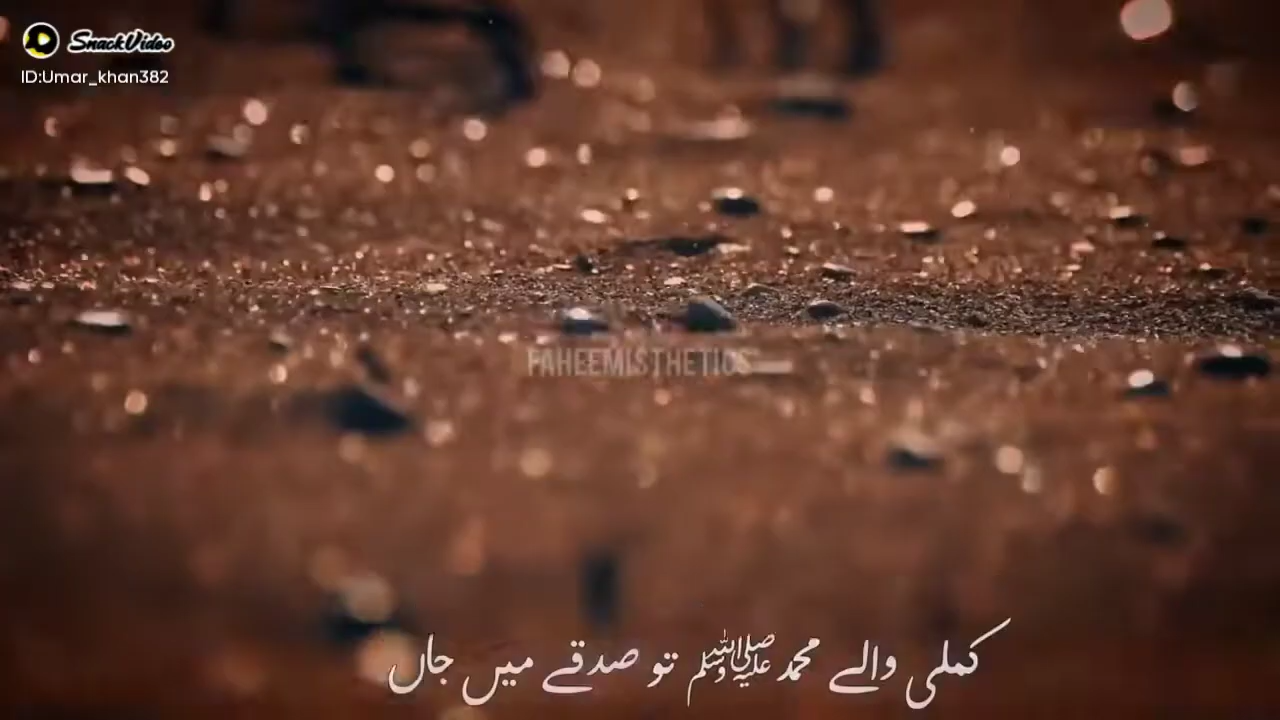 SnackVideo
ID:Umar_khan382
FAHEEMISTHETICS
کملی والے محمد ﷺ تو صدقے میں جاں